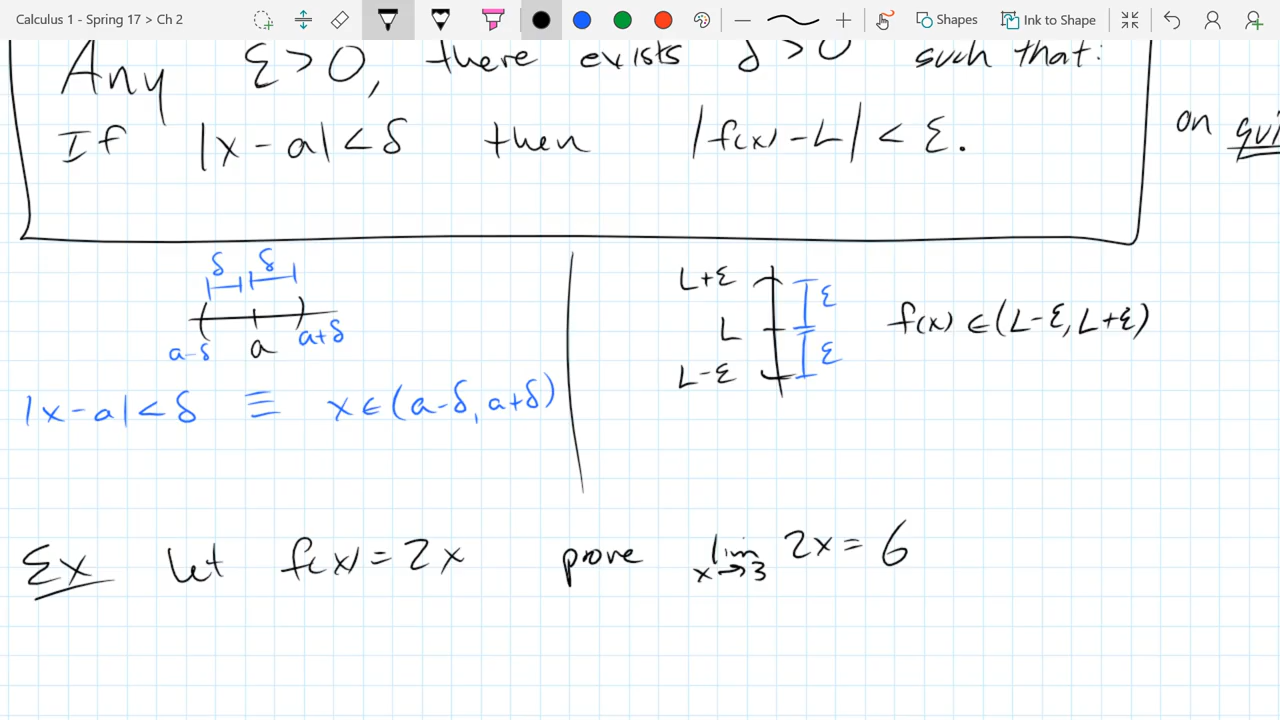 Calculus 1 - Spring 17 > Ch 2
Shapes
Ink to Shape
Any ε > 0, there exists δ > 0 such that:
If |x - a| < δ then |f(x) - L| < ε.
on
δ δ
a-δ a a+δ
|x - a| < δ ≡ x ∈ (a-δ, a+δ)
L+ε
L
L-ε
ε
ε
f(x) ∈ (L-ε, L+ε)
Ex let f(x) = 2x prove lim x→3 2x = 6